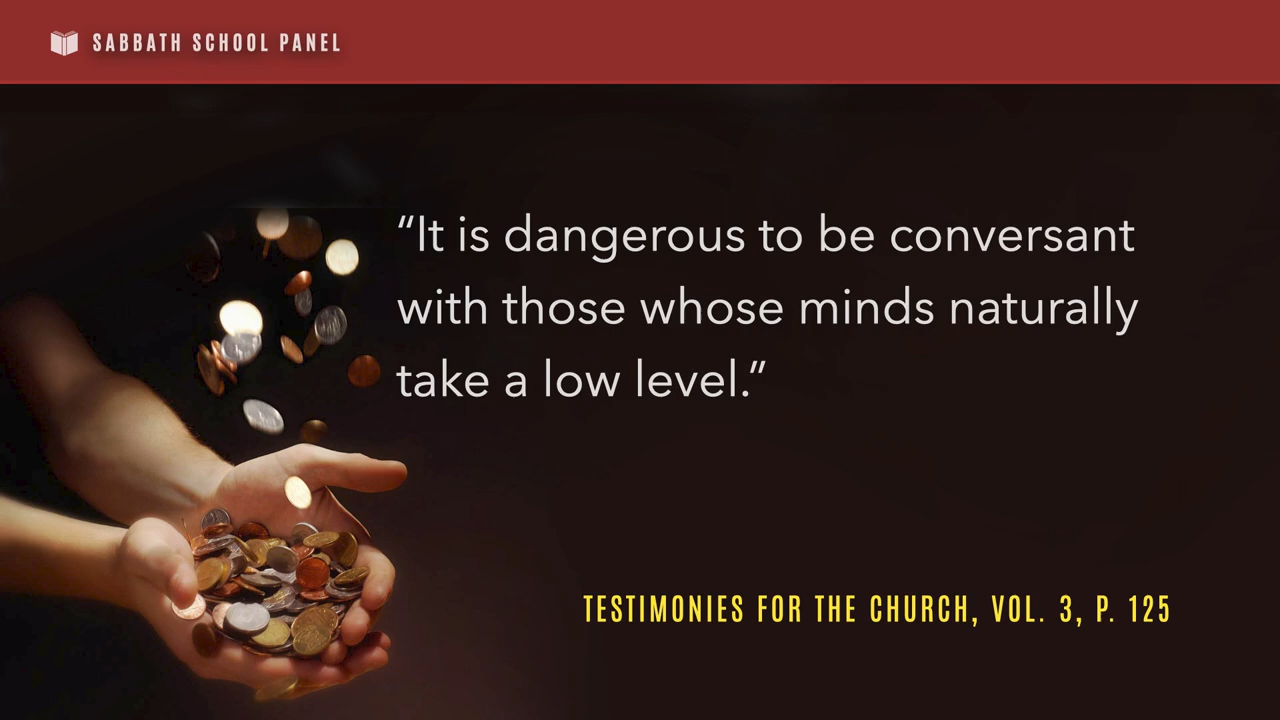 SABBATH SCHOOL PANEL
“It is dangerous to be conversant
with those whose minds naturally
take a low level.”
TESTIMONIES FOR THE CHURCH, VOL. 3, P. 125